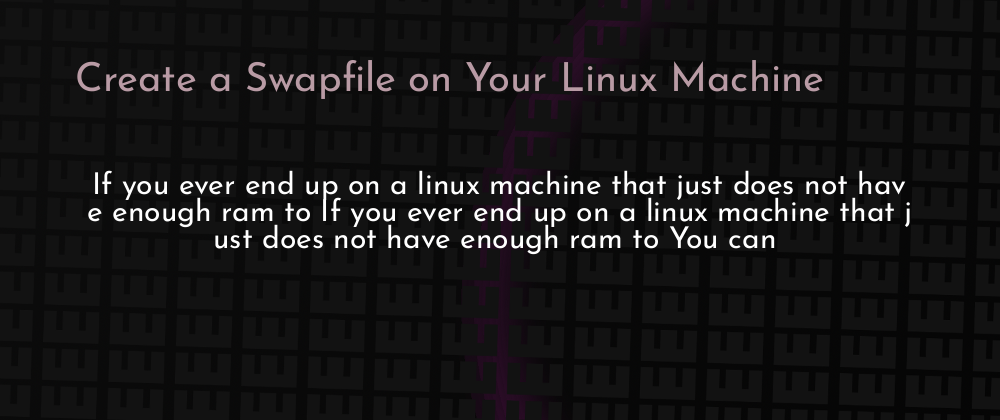 Create a Swapfile on Your Linux Machine
If you ever end up on a linux machine that just does not hav
e enough ram to If you ever end up on a linux machine that j
ust does not have enough ram to You can